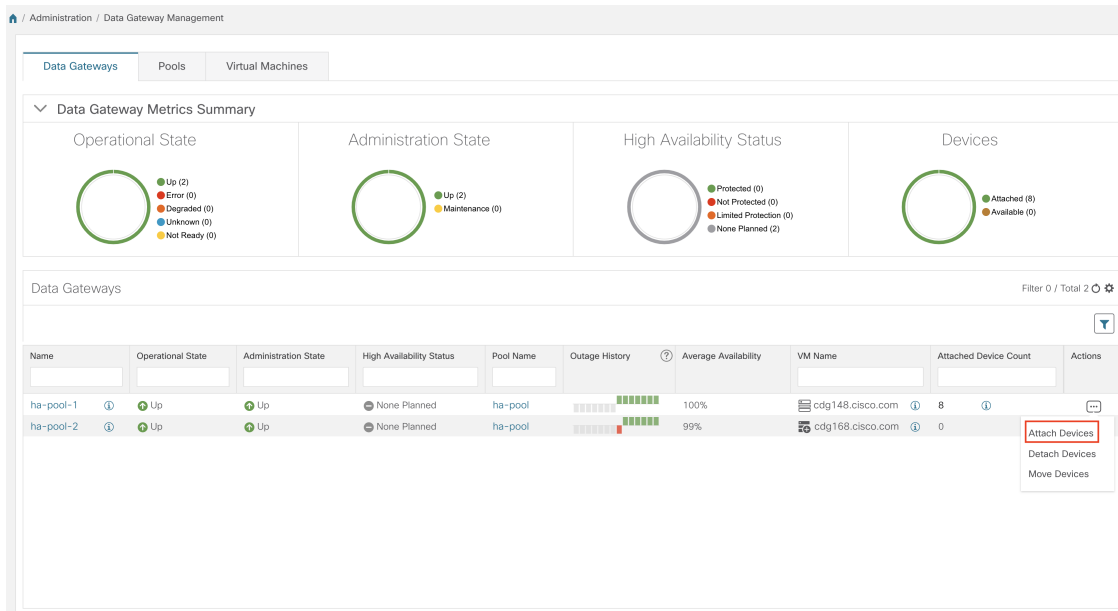 / Administration / Data Gateway Management
Data Gateways Pools Virtual Machines
Data Gateway Metrics Summary
Operational State
Up (2)
Error (0)
Degraded (0)
Unknown (0)
Not Ready (0)
Administration State
Up (2)
Maintenance (0)
High Availability Status
Protected (0)
Not Protected (0)
Limited Protection (0)
None Planned (2)
Devices
Attached (8)
Available (0)
Data Gateways Filter 0 / Total 2
Name Operational State Administration State High Availability Status Pool Name Outage History ? Average Availability VM Name Attached Device Count Actions
ha-pool-1 i Up Up None Planned ha-pool 100% cdg148.cisco.com i 8 i ...
ha-pool-2 i Up Up None Planned ha-pool 99% cdg168.cisco.com i 0
Attach Devices
Detach Devices
Move Devices